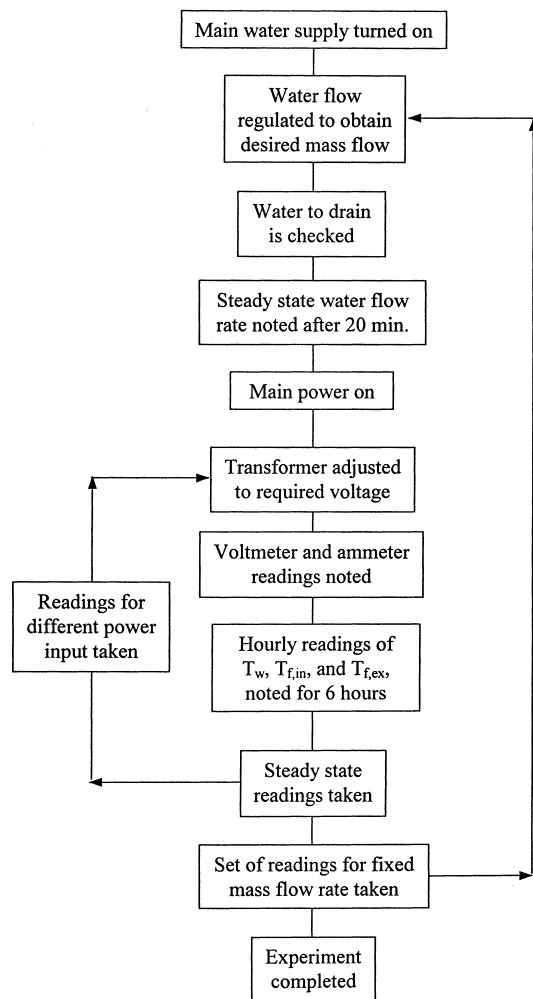 Main water supply turned on
Water flow
regulated to obtain
desired mass flow
Water to drain
is checked
Steady state water flow
rate noted after 20 min.
Main power on
Transformer adjusted
to required voltage
Voltmeter and ammeter
readings noted
Readings for
different power
input taken
Hourly readings of
T_w, T_f,in, and T_f,ex,
noted for 6 hours
Steady state
readings taken
Set of readings for fixed
mass flow rate taken
Experiment
completed